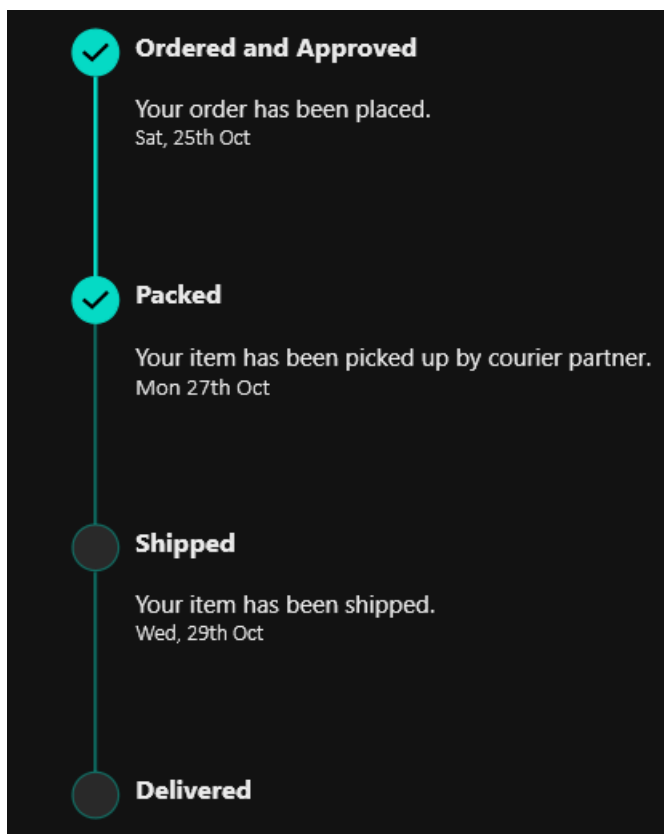 Ordered and Approved
Your order has been placed.
Sat, 25th Oct
Packed
Your item has been picked up by courier partner.
Mon 27th Oct
Shipped
Your item has been shipped.
Wed, 29th Oct
Delivered